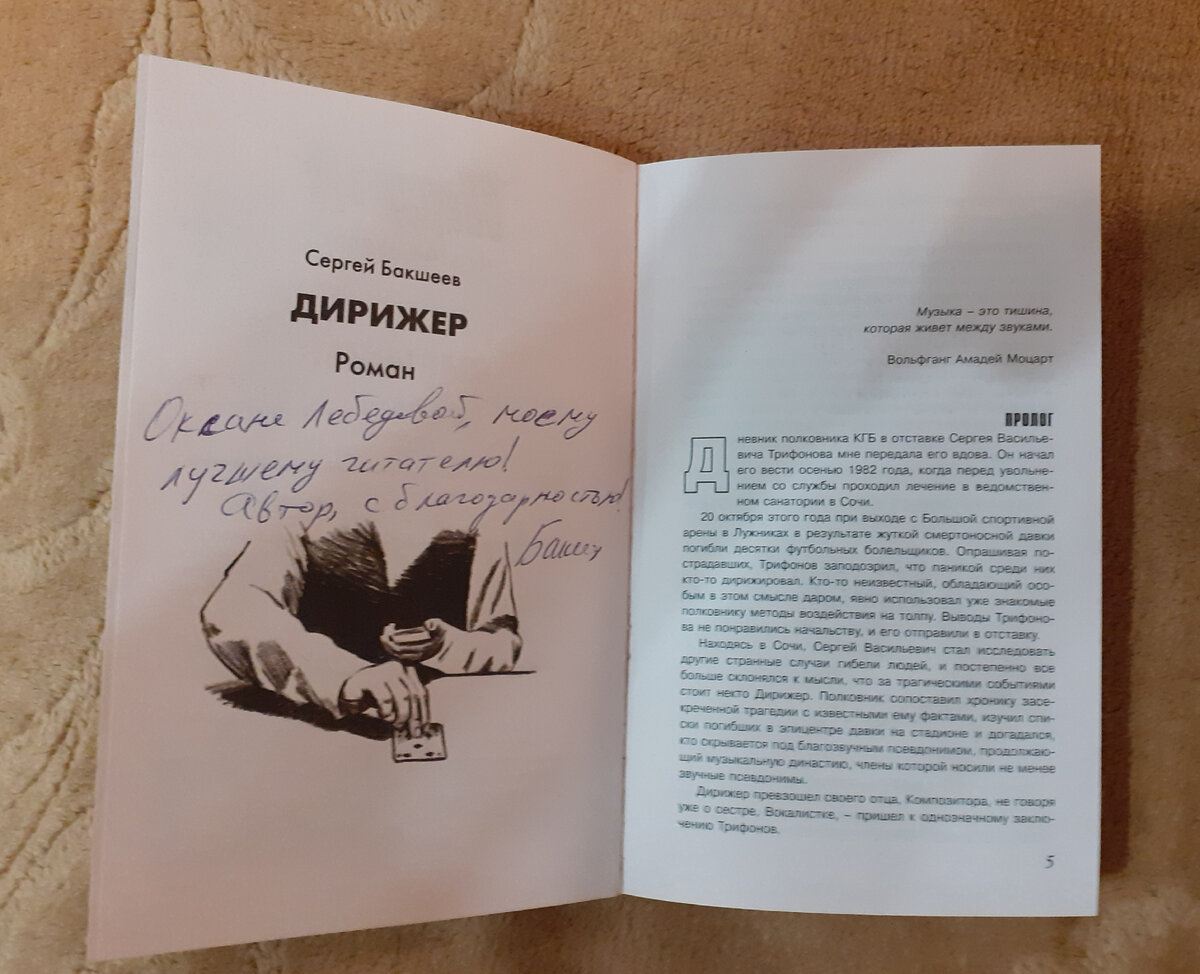 Сергей Бакшеев
ДИРИЖЕР
Роман
Оксане Лебедевой, моему
лучшему читателю!
Автор, с благодарностью!
Музыка – это тишина,
которая живет между звуками.
Вольфганг Амадей Моцарт
ПРОЛОГ
Дневник полковника КГБ в отставке Сергея Василье-
вича Трифонова мне передала его вдова. Он начал
его вести осенью 1982 года, когда перед увольне-
нием со службы проходил лечение в ведомствен-
ном санатории в Сочи.
20 октября этого года при выходе с Большой спортивной
арены в Лужниках в результате жуткой смертоносной давки
погибли десятки футбольных болельщиков. Опрашивая по-
страдавших, Трифонов заподозрил, что паникой среди них
кто-то дирижировал. Кто-то неизвестный, обладающий осо-
бым в этом смысле даром, явно использовал уже знакомые
полковнику методы воздействия на толпу. Выводы Трифоно-
ва не понравились начальству, и его отправили в отставку.
Находясь в Сочи, Сергей Васильевич стал исследовать
другие странные случаи гибели людей, и постепенно все
больше склонялся к мысли, что за трагическими событиями
стоит некто Дирижер. Полковник сопоставил хронику засе-
креченной трагедии с известными ему фактами, изучил спи-
ски погибших в эпицентре давки на стадионе и догадался,
кто скрывается под благозвучным псевдонимом, продолжаю-
щий музыкальную династию, члены которой носили не менее
звучные псевдонимы.
Дирижер превзошел своего отца, Композитора, не говоря
уже о сестре, Вокалистке, – пришел к однозначному заклю-
чению Трифонов.
5